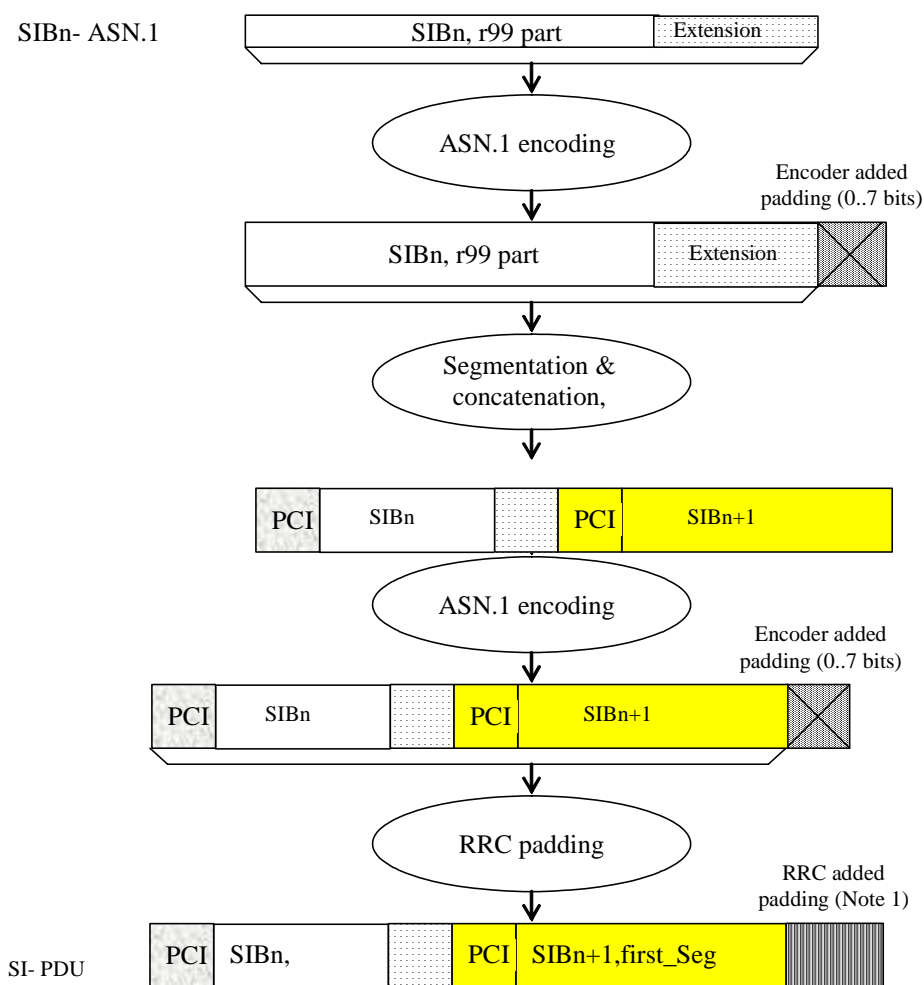 SIBn- ASN.1
SIBn, r99 part
Extension
ASN.1 encoding
Encoder added
padding (0..7 bits)
SIBn, r99 part
Extension
Segmentation &
concatenation,
PCI
SIBn
PCI
SIBn+1
ASN.1 encoding
Encoder added
padding (0..7 bits)
PCI
SIBn
PCI
SIBn+1
RRC padding
RRC added
padding (Note 1)
SI- PDU
PCI
SIBn,
PCI
SIBn+1,first_Seg